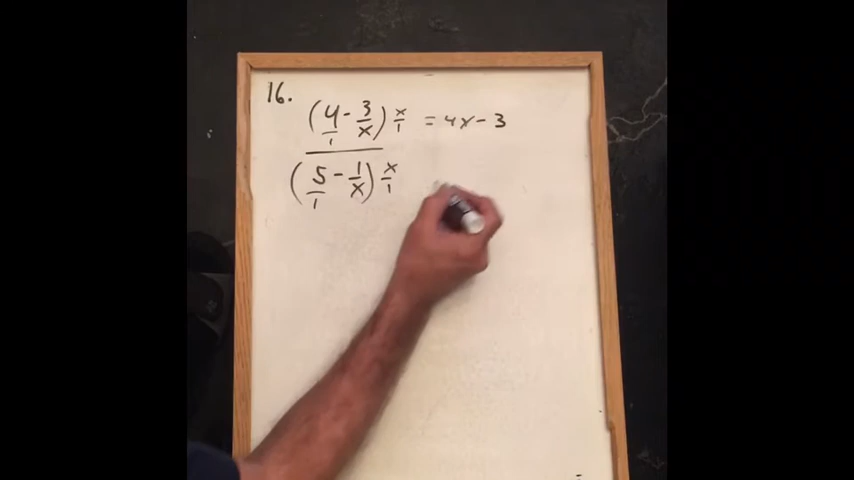 16.
(4/1 - 3/x) x/1 = 4x - 3
(5/1 - 1/x) x/1